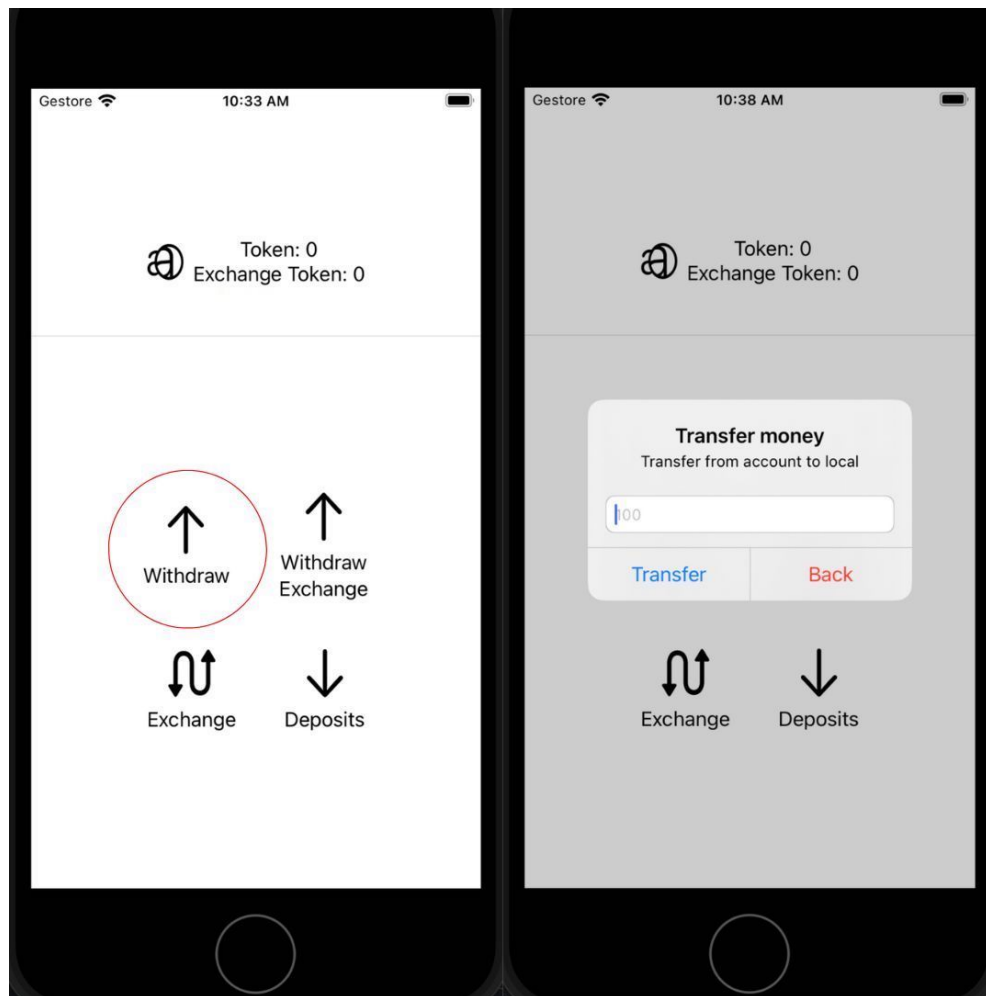 Gestore 10:33 AM
Token: 0
Exchange Token: 0
Withdraw
Withdraw
Exchange
Exchange
Deposits
Gestore 10:38 AM
Token: 0
Exchange Token: 0
Transfer money
Transfer from account to local
100
Transfer
Back
Exchange
Deposits